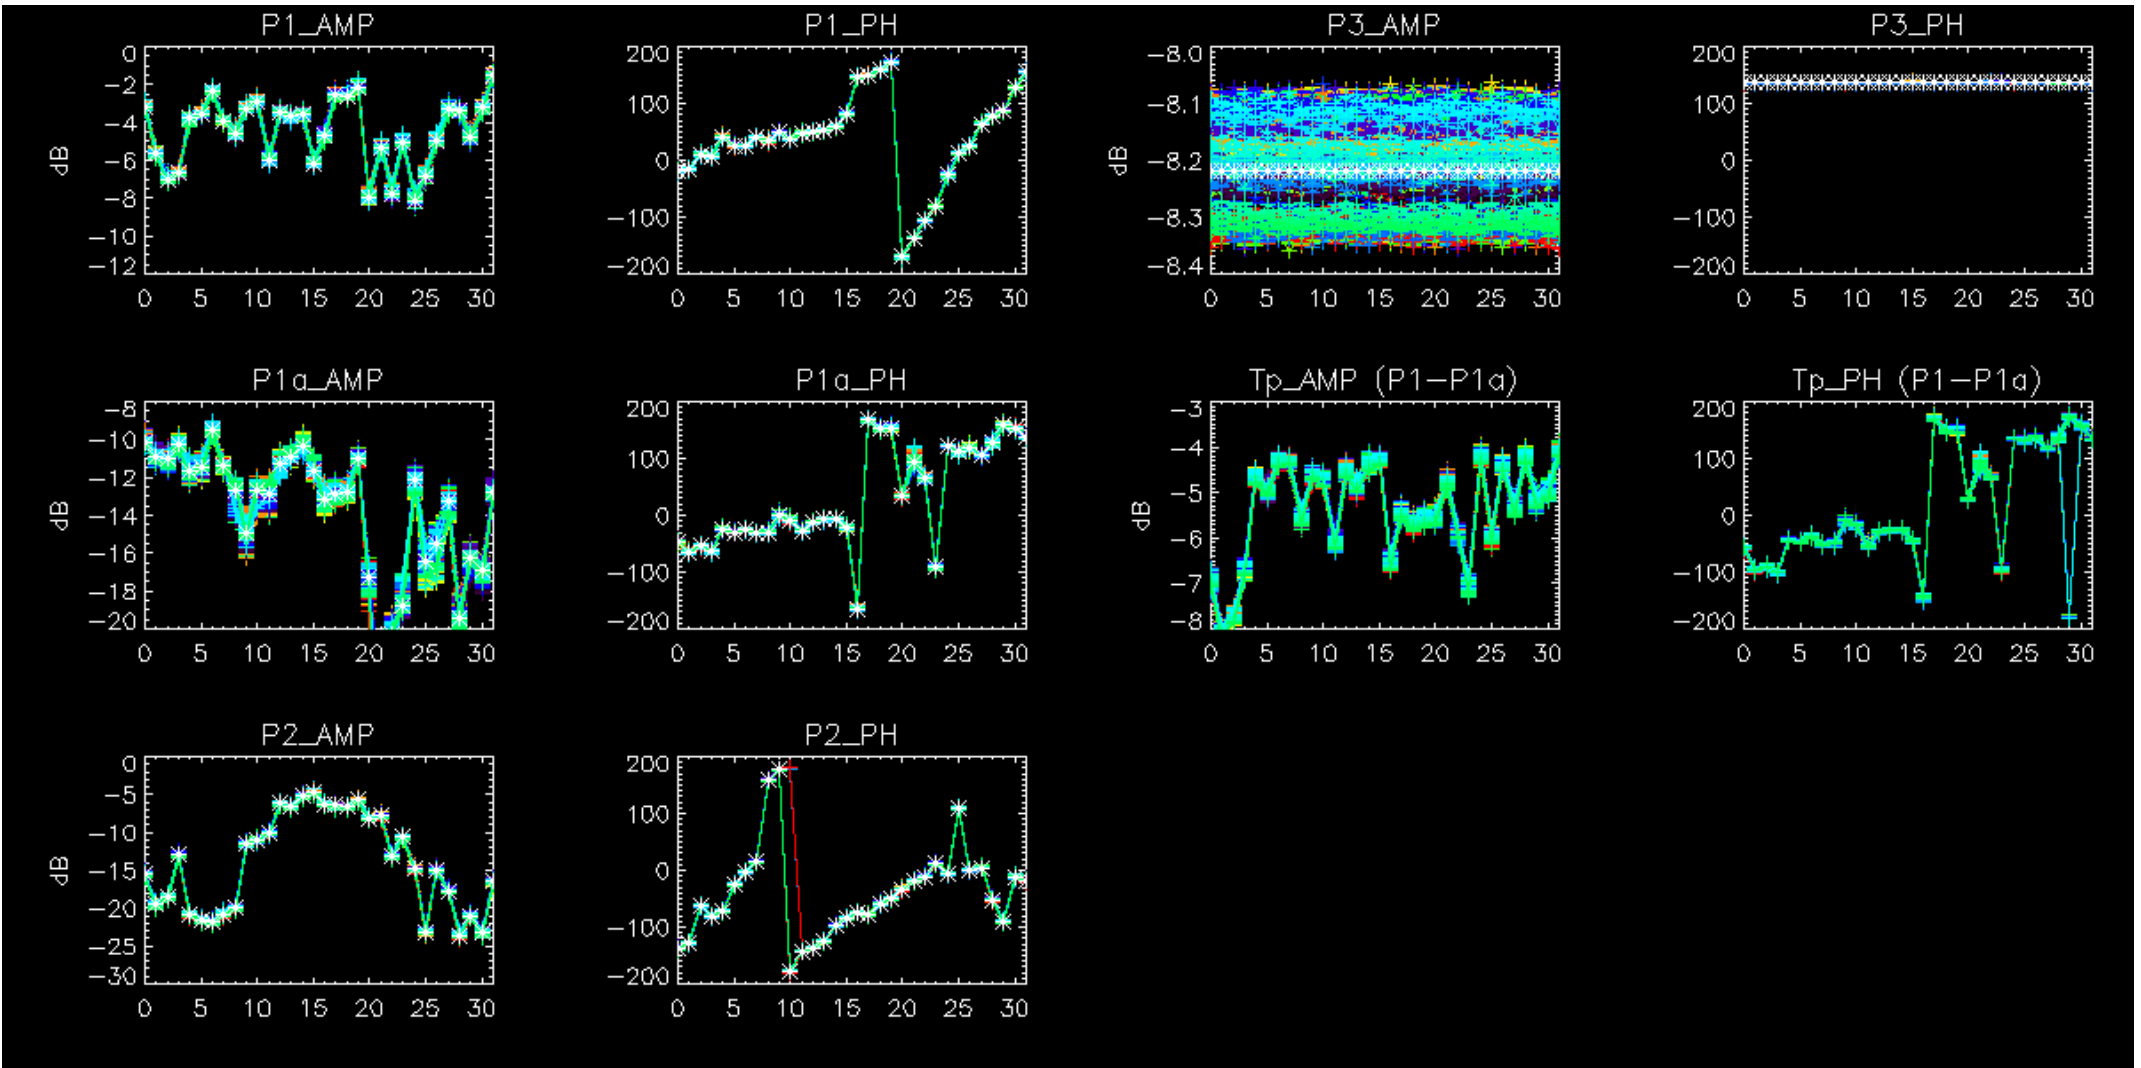 P1_AMP P1_PH P3_AMP P3_PH
0 200 -8.0 200
-2 100 -8.1 100
-4 0 -8.2 0
-6 -100 -8.3 -100
-8 -200 -8.4 -200
-10
-12
dB dB
0 5 10 15 20 25 30 0 5 10 15 20 25 30 0 5 10 15 20 25 30 0 5 10 15 20 25 30
P1a_AMP P1a_PH Tp_AMP (P1-P1a) Tp_PH (P1-P1a)
-8 200 -3 200
-10 100 -4 100
-12 0 -5 0
-14 -100 -6 -100
-16 -200 -7 -200
-18 -8
-20
dB dB
0 5 10 15 20 25 30 0 5 10 15 20 25 30 0 5 10 15 20 25 30 0 5 10 15 20 25 30
P2_AMP P2_PH
0 200
-5 100
-10 0
-15 -100
-20 -200
-25
-30
dB
0 5 10 15 20 25 30 0 5 10 15 20 25 30